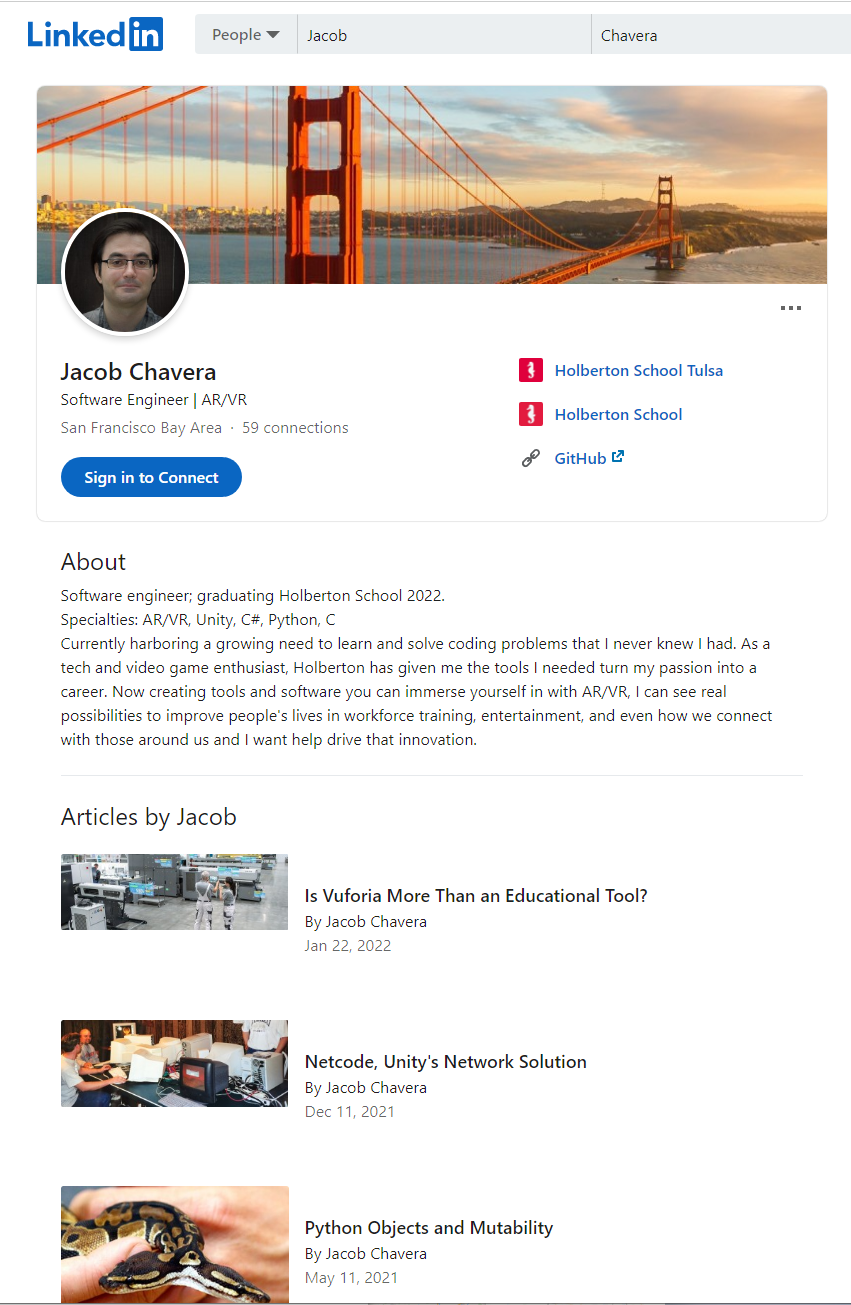 LinkedIn People Jacob Chavera
Jacob Chavera
Software Engineer | AR/VR
San Francisco Bay Area · 59 connections
Sign in to Connect
Holberton School Tulsa
Holberton School
GitHub
About
Software engineer; graduating Holberton School 2022.
Specialties: AR/VR, Unity, C#, Python, C
Currently harboring a growing need to learn and solve coding problems that I never knew I had. As a
tech and video game enthusiast, Holberton has given me the tools I needed turn my passion into a
career. Now creating tools and software you can immerse yourself in with AR/VR, I can see real
possibilities to improve people's lives in workforce training, entertainment, and even how we connect
with those around us and I want help drive that innovation.
Articles by Jacob
Is Vuforia More Than an Educational Tool?
By Jacob Chavera
Jan 22, 2022
Netcode, Unity's Network Solution
By Jacob Chavera
Dec 11, 2021
Python Objects and Mutability
By Jacob Chavera
May 11, 2021